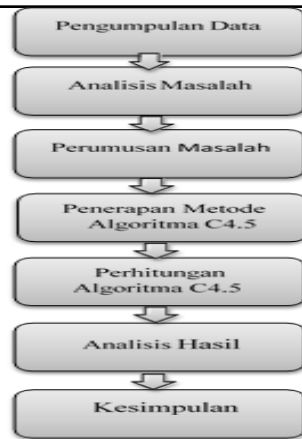 Pengumpulan Data
Analisis Masalah
Perumusan Masalah
Penerapan Metode
Algoritma C4.5
Perhitungan
Algoritma C4.5
Analisis Hasil
Kesimpulan